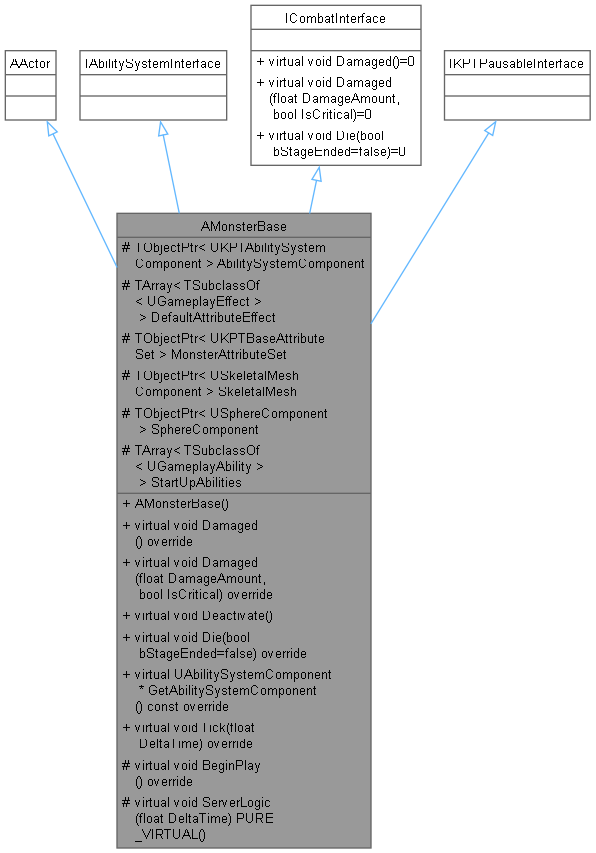 ICombatInterface
+ virtual void Damaged()=0
+ virtual void Damaged
(float DamageAmount,
bool IsCritical)=0
+ virtual void Die(bool
bStageEnded=false)=0
AActor
IAbilitySystemInterface
IKPTPausableInterface
AMonsterBase
# TObjectPtr< UKPTAbilitySystem
Component > AbilitySystemComponent
# TArray< TSubclassOf
< UGameplayEffect >
> DefaultAttributeEffect
# TObjectPtr< UKPTBaseAttribute
Set > MonsterAttributeSet
# TObjectPtr< USkeletalMesh
Component > SkeletalMesh
# TObjectPtr< USphereComponent
> SphereComponent
# TArray< TSubclassOf
< UGameplayAbility >
> StartUpAbilities
+ AMonsterBase()
+ virtual void Damaged
() override
+ virtual void Damaged
(float DamageAmount,
bool IsCritical) override
+ virtual void Deactivate()
+ virtual void Die(bool
bStageEnded=false) override
+ virtual UAbilitySystemComponent
* GetAbilitySystemComponent
() const override
+ virtual void Tick(float
DeltaTime) override
# virtual void BeginPlay
() override
# virtual void ServerLogic
(float DeltaTime) PURE
_VIRTUAL()